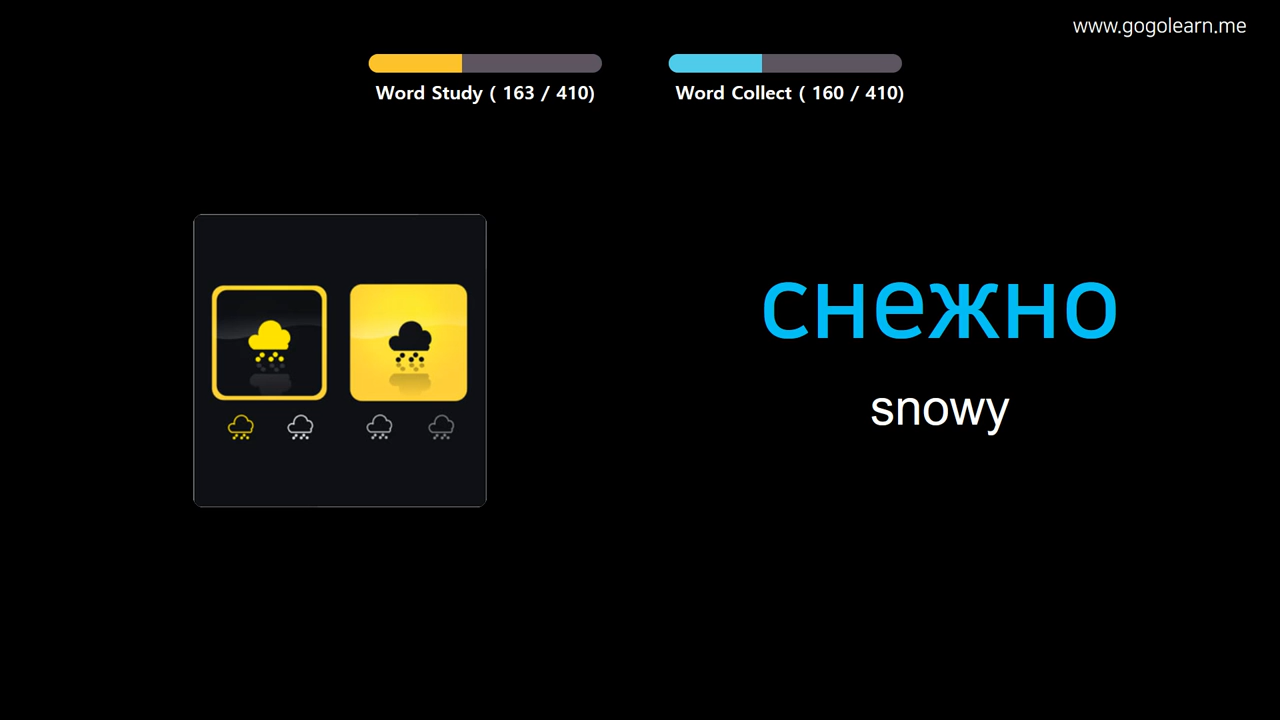 www.gogolearn.me
Word Study ( 163 / 410)
Word Collect ( 160 / 410)
снежно
snowy